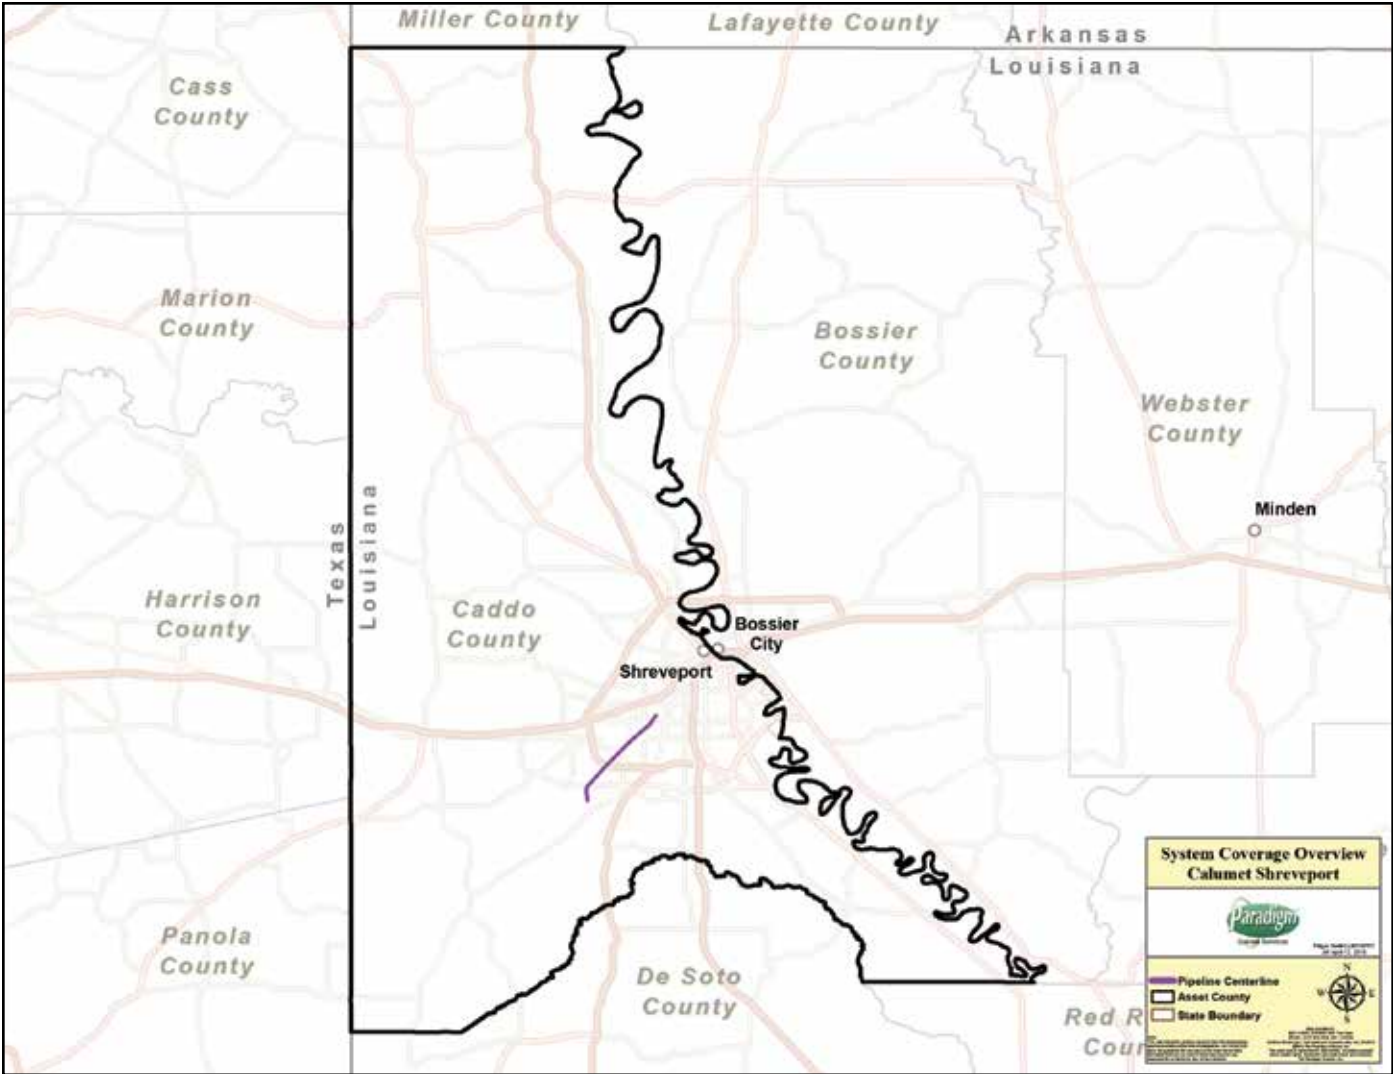 Miller County
Lafayette County
Arkansas
Louisiana
Cass
County
Marion
County
Bossier
County
Webster
County
Texas
Louisiana
Minden
Harrison
County
Caddo
County
Bossier
City
Shreveport
Panola
County
De Soto
County
Red R
Coun
System Coverage Overview
Calumet Shreveport
Paradigm
N
W
E
S
Pipeline Centerline
Asset County
State Boundary